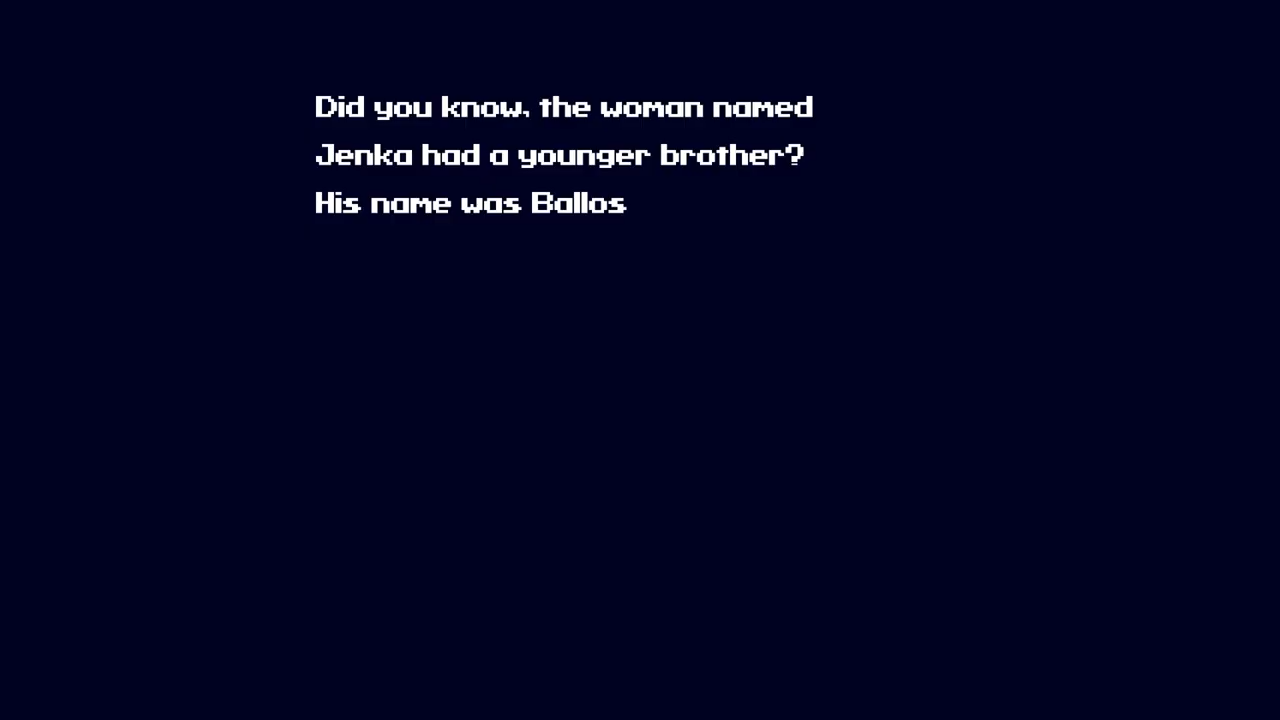 Did you know, the woman named
Jenka had a younger brother?
His name was Ballos